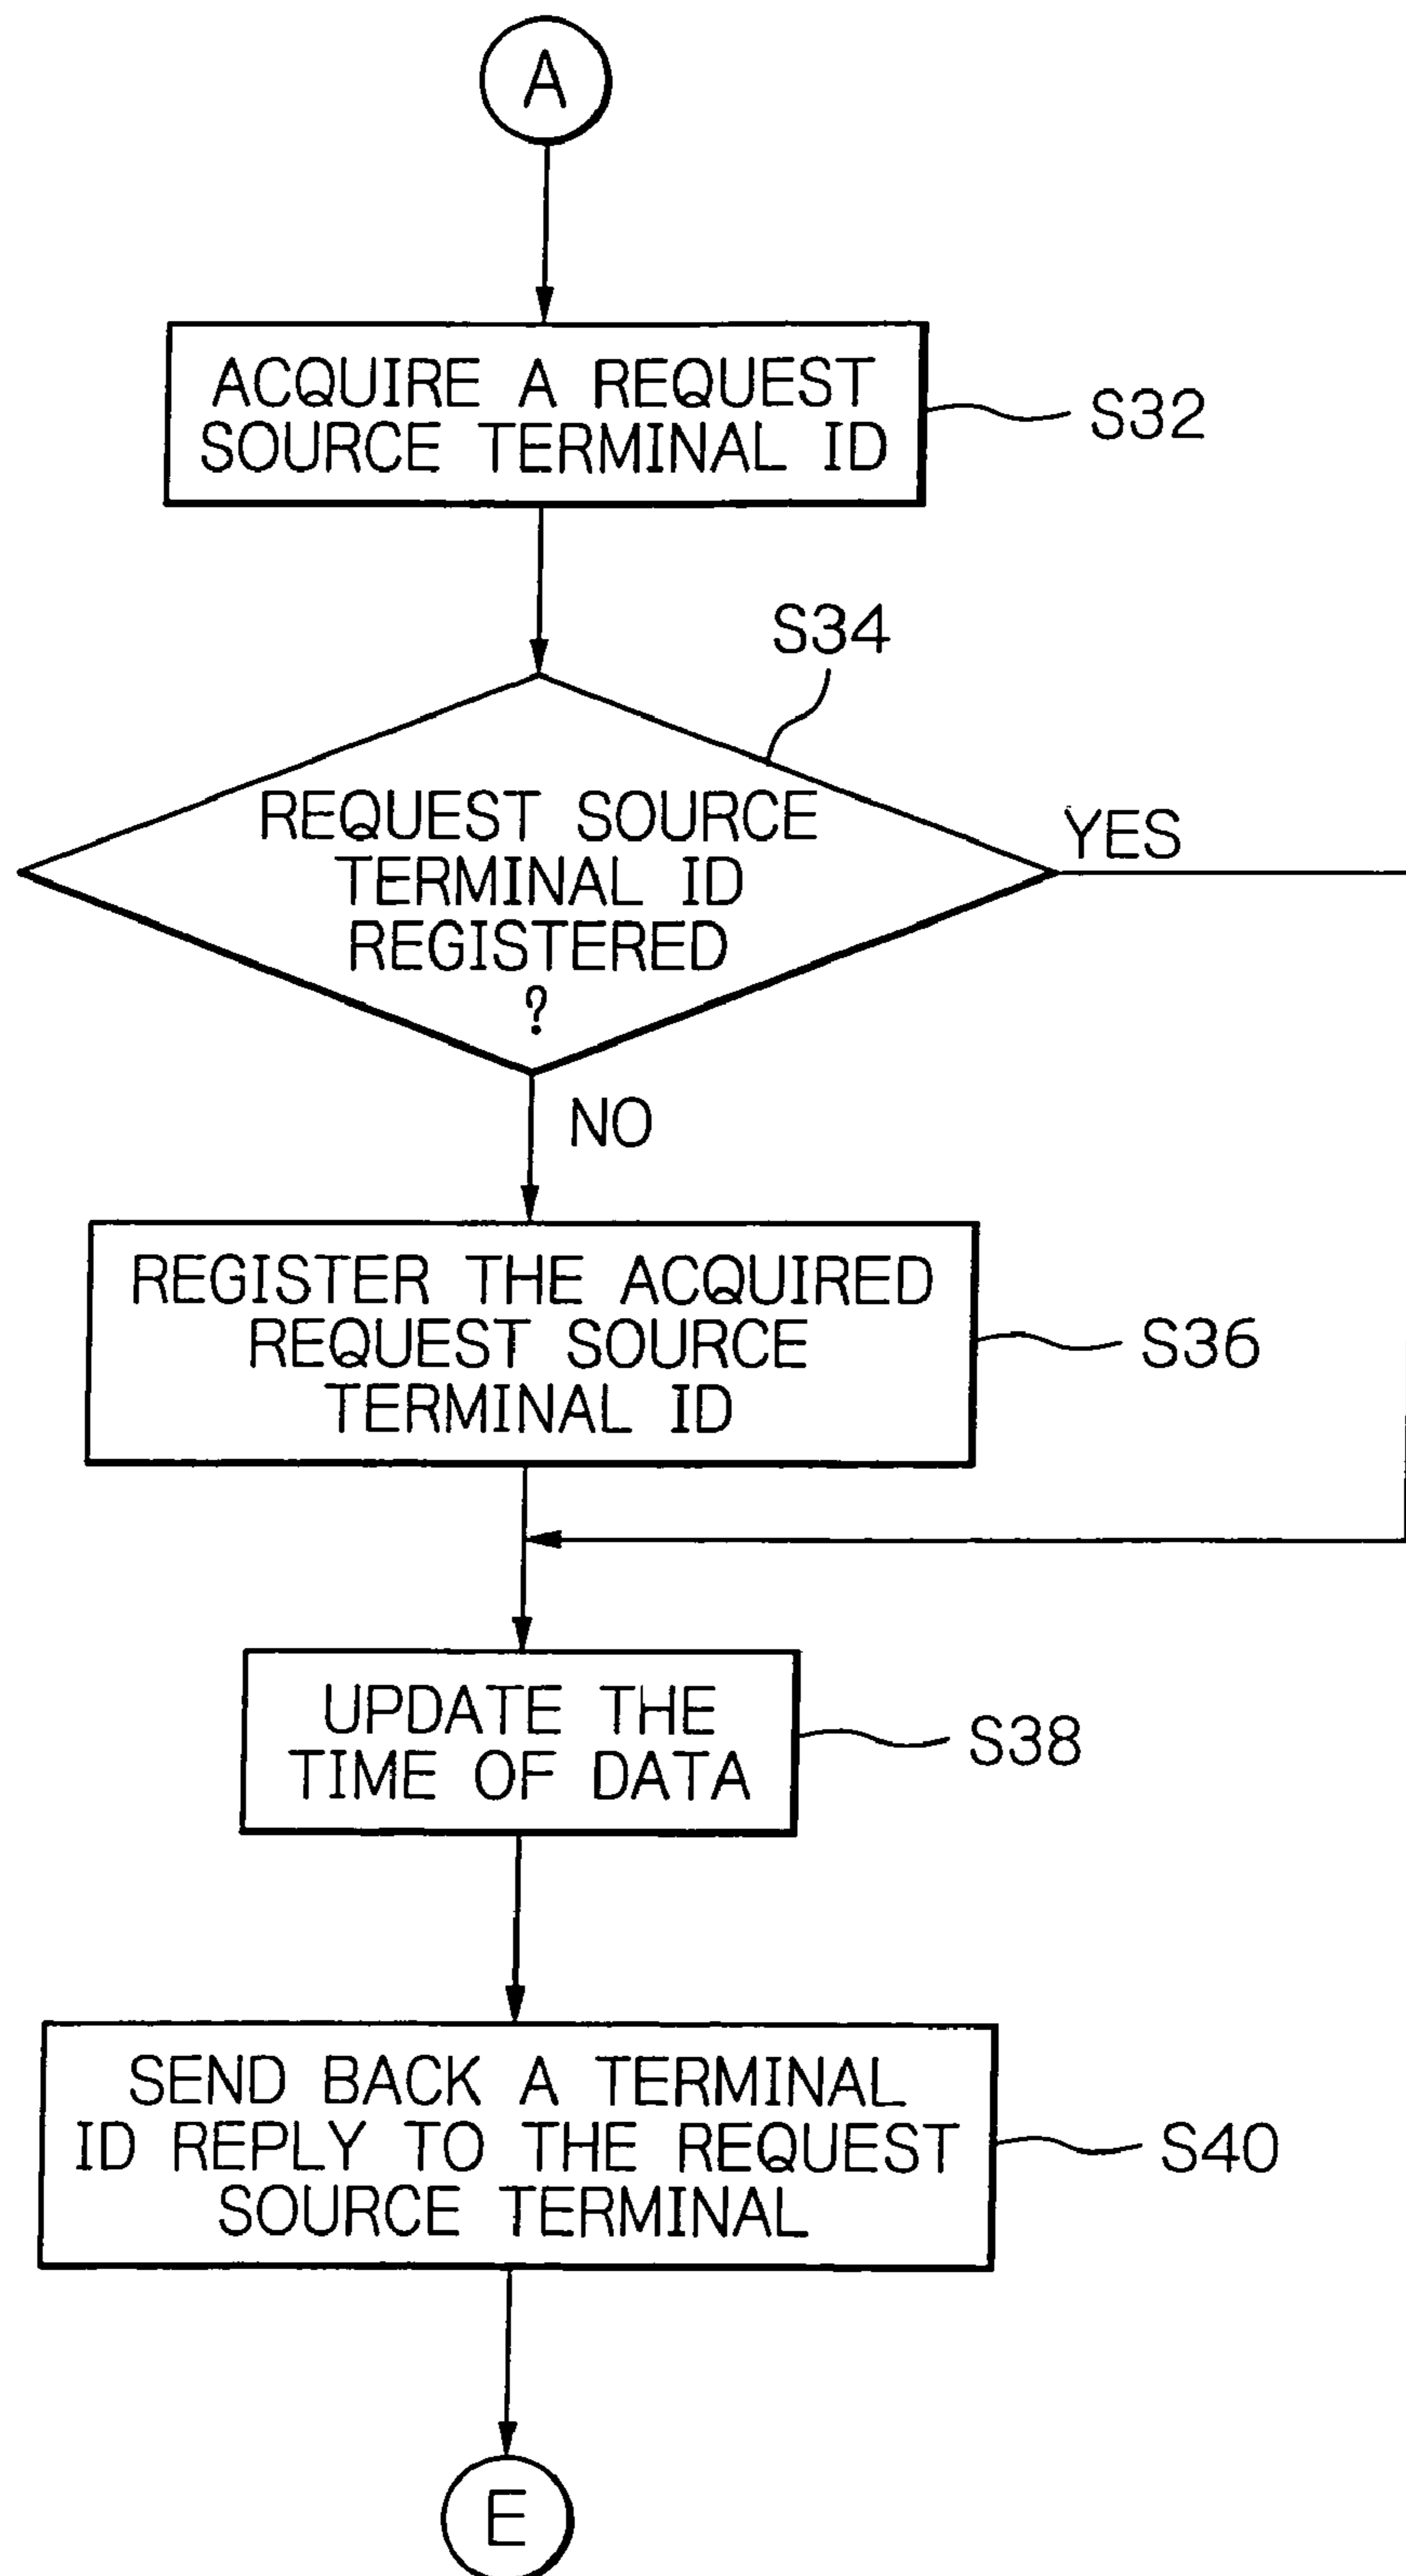 A
ACQUIRE A REQUEST
SOURCE TERMINAL ID
S32
S34
REQUEST SOURCE
TERMINAL ID
REGISTERED
?
YES
NO
REGISTER THE ACQUIRED
REQUEST SOURCE
TERMINAL ID
S36
UPDATE THE
TIME OF DATA
S38
SEND BACK A TERMINAL
ID REPLY TO THE REQUEST
SOURCE TERMINAL
S40
E